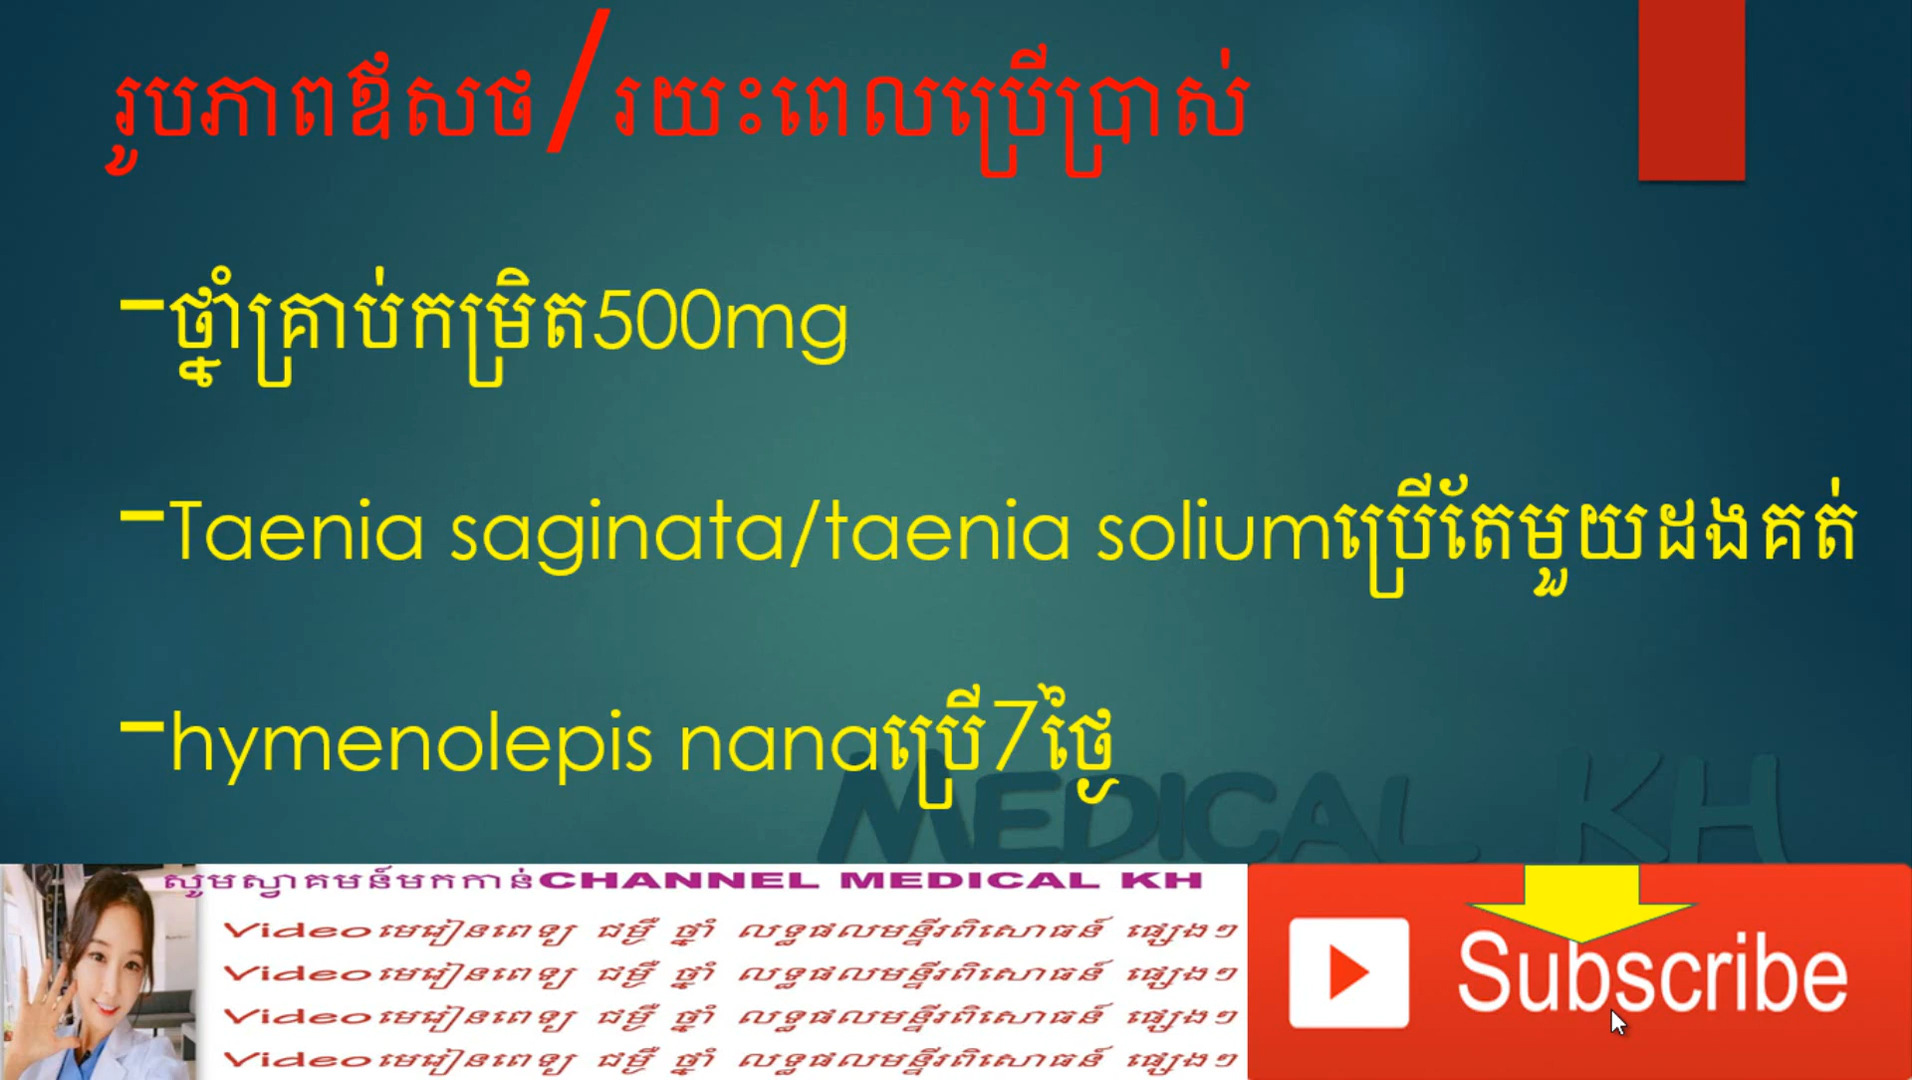 រូបភាពឪសថ/រយះពេលប្រើប្រាស់
-ថ្នាំគ្រាប់កម្រិត500mg
-Taenia saginata/taenia soliumប្រើតែមួយដងគត់
-hymenolepis nanaប្រើ7ថ្ងៃ
MEDICAL KH
សូមស្វាគមន៍មកកាន់CHANNEL MEDICAL KH
Videoមេរៀនពេទ្យ ជម្ងឺ ថ្នាំ លទ្ធផលមន្ទីរពិសោធន៍ ផ្សេងៗ
Videoមេរៀនពេទ្យ ជម្ងឺ ថ្នាំ លទ្ធផលមន្ទីរពិសោធន៍ ផ្សេងៗ
Videoមេរៀនពេទ្យ ជម្ងឺ ថ្នាំ លទ្ធផលមន្ទីរពិសោធន៍ ផ្សេងៗ
Videoមេរៀនពេទ្យ ជម្ងឺ ថ្នាំ លទ្ធផលមន្ទីរពិសោធន៍ ផ្សេងៗ
Subscribe